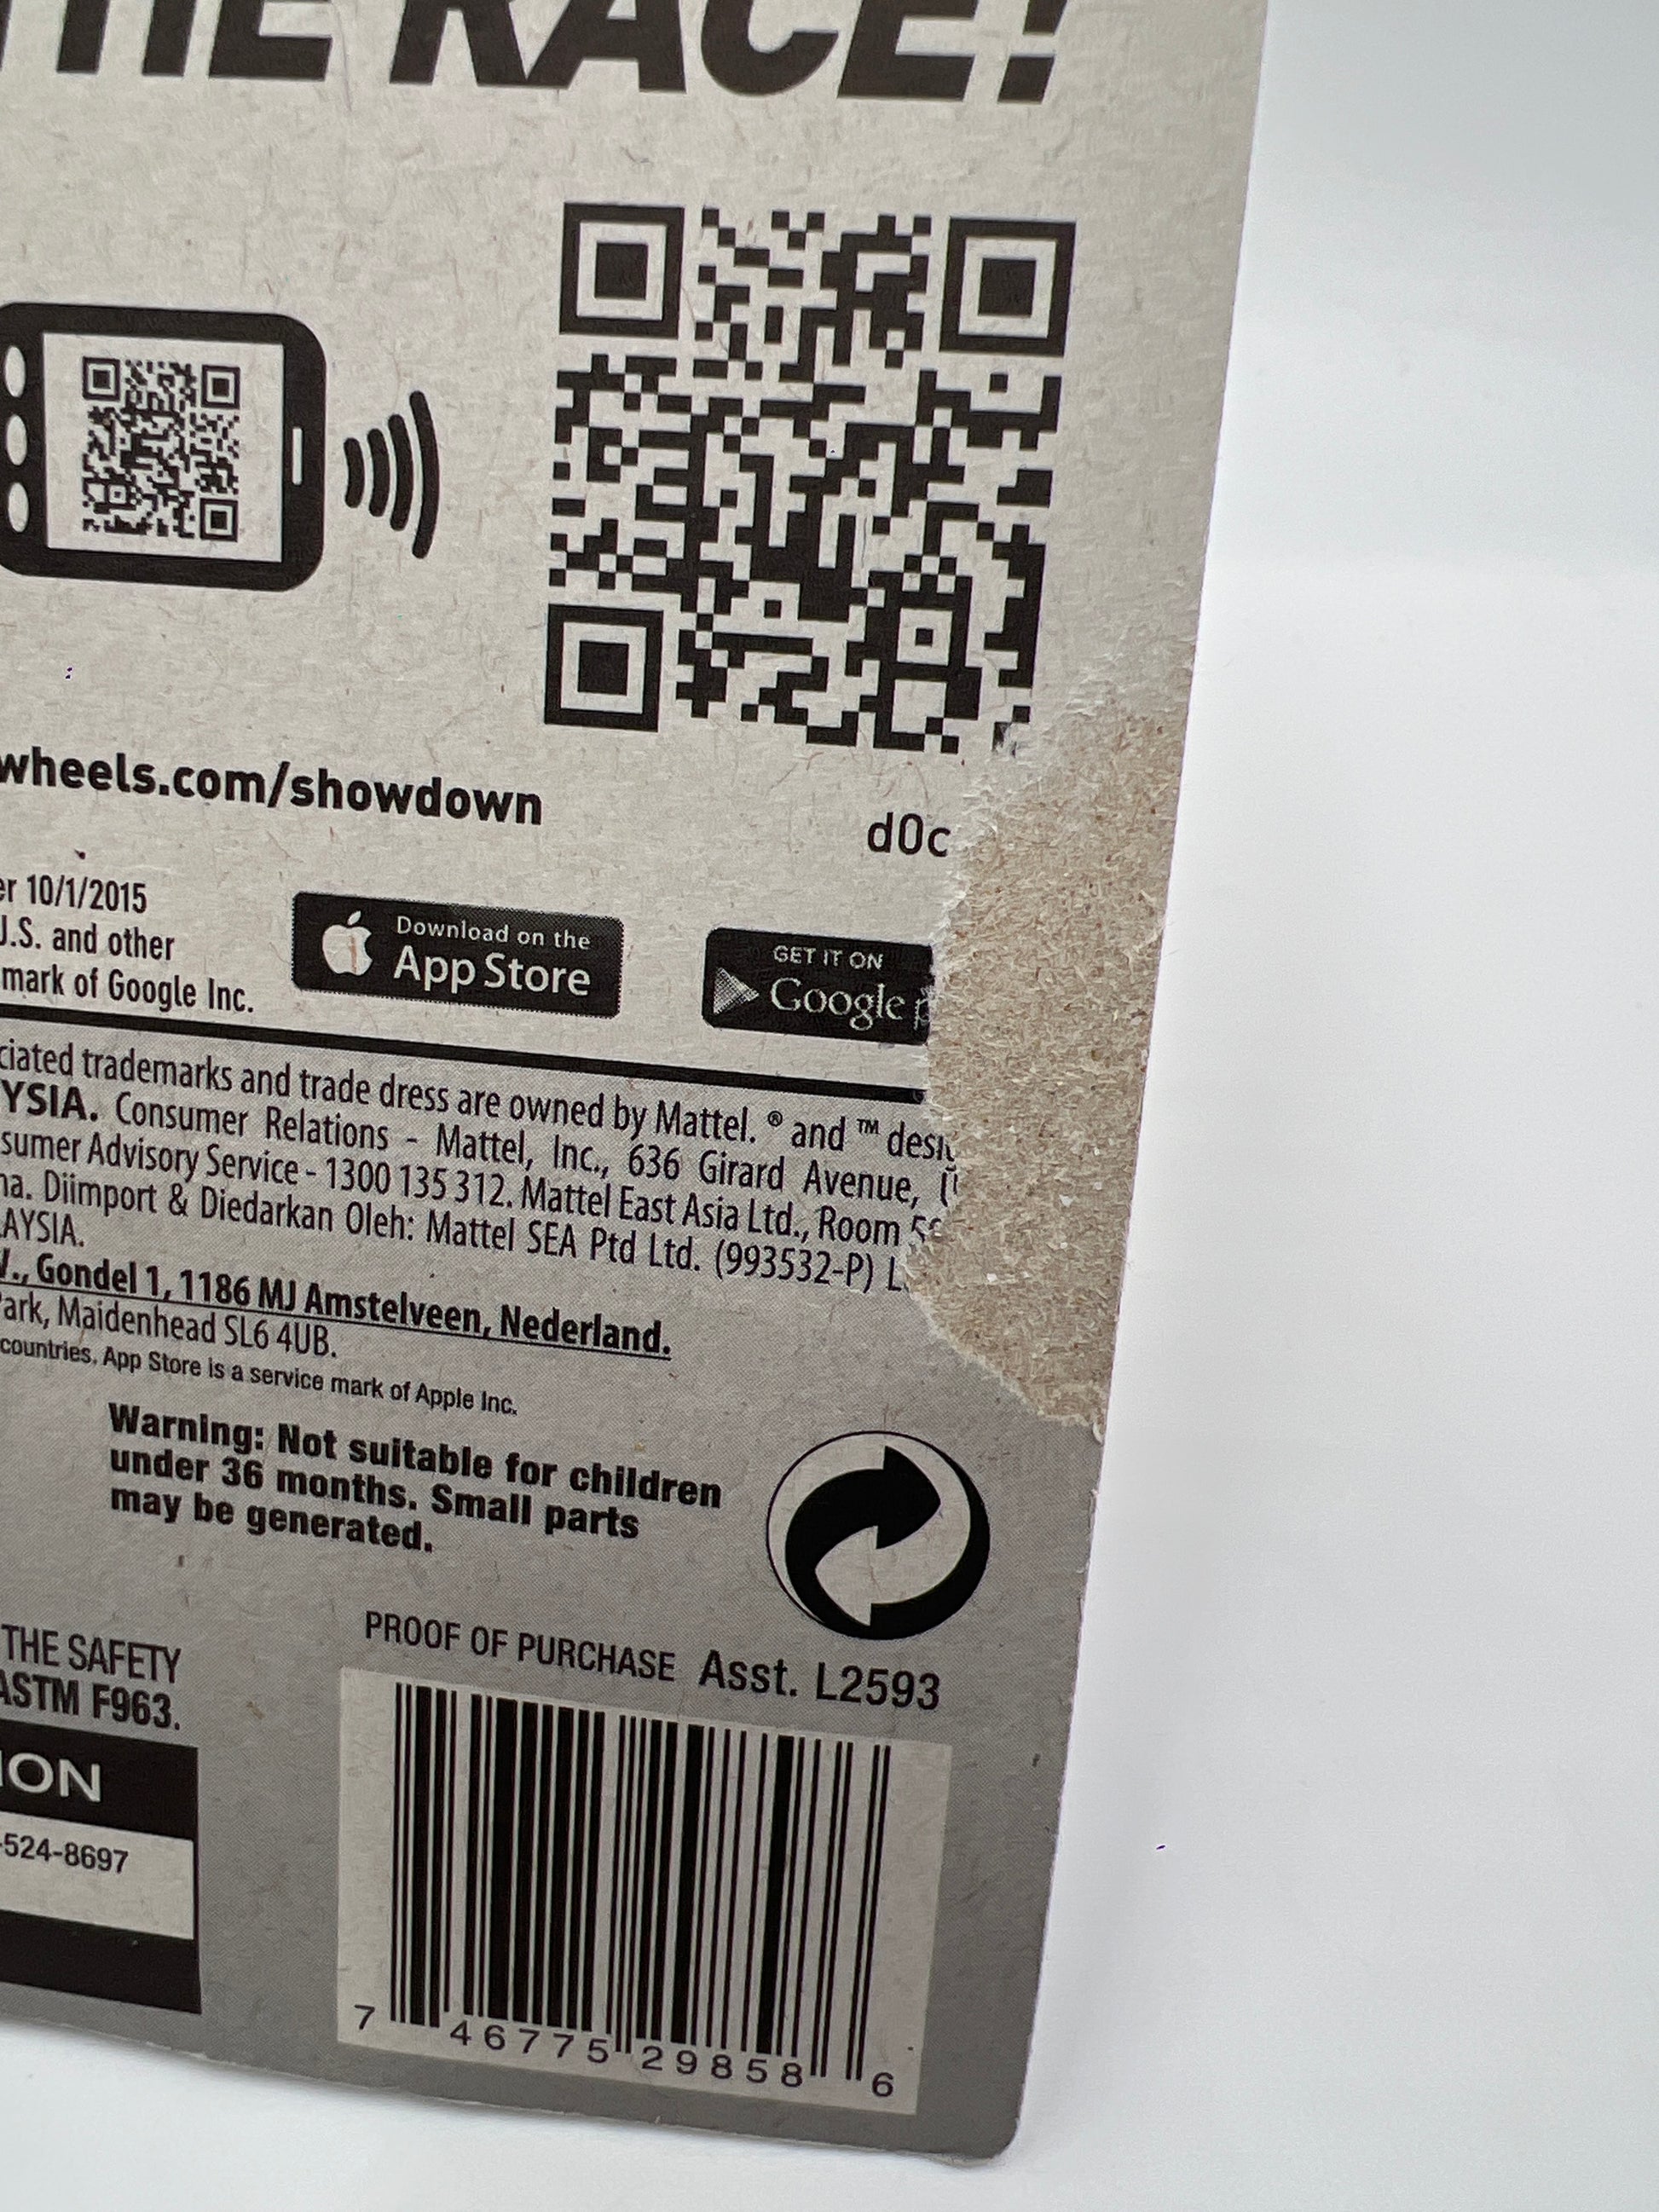 THE RACE!
wheels.com/showdown
d0c
er 10/1/2015
U.S. and other
mark of Google Inc.
Download on the
App Store
GET IT ON
Google
ciated trademarks and trade dress are owned by Mattel. ® and ™
YSIA. Consumer Relations - Mattel, Inc., 636 Girard Avenue,
sumer Advisory Service - 1300 135 312. Mattel East Asia Ltd., Room
na. Diimport & Diedarkan Oleh: Mattel SEA Ptd Ltd. (993532-P)
AYSIA.
V., Gondel 1, 1186 MJ Amstelveen, Nederland.
Park, Maidenhead SL6 4UB.
countries. App Store is a service mark of Apple Inc.
Warning: Not suitable for children
under 36 months. Small parts
may be generated.
THE SAFETY
ASTM F963.
ION
-524-8697
PROOF OF PURCHASE Asst. L2593
7 46775 29858 6